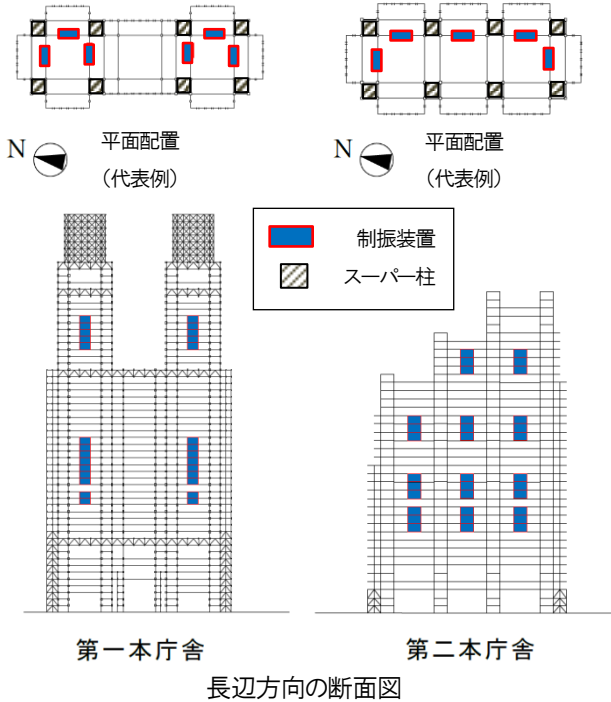 N
平面配置
(代表例)
N
平面配置
(代表例)
制振装置
スーパー柱
第一本庁舎
第二本庁舎
長辺方向の断面図